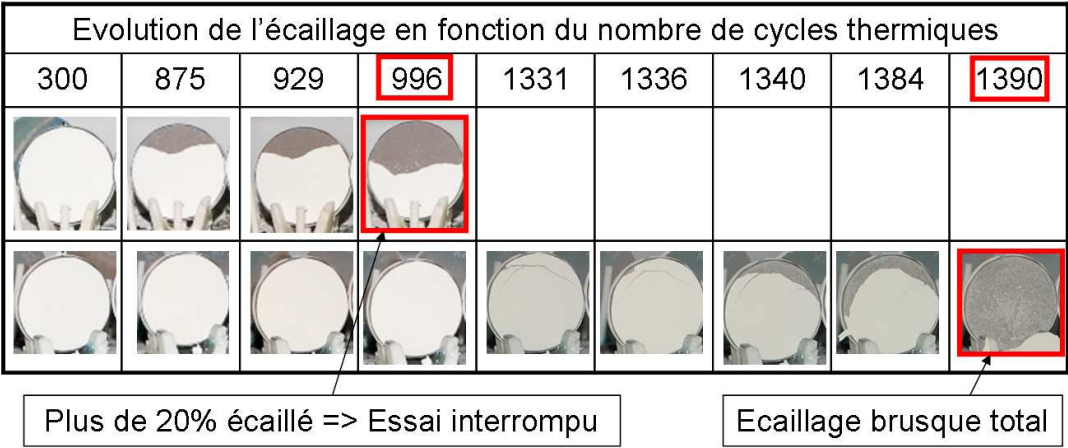 Evolution de l'écaillage en fonction du nombre de cycles thermiques
300 875 929 996 1331 1336 1340 1384 1390
Plus de 20% écaillé => Essai interrompu
Ecaillage brusque total